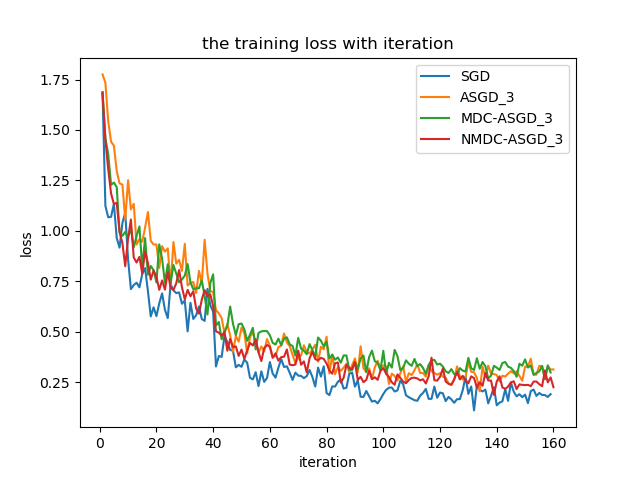 the training loss with iteration
SGD
ASGD_3
MDC-ASGD_3
NMDC-ASGD_3
1.75
1.50
1.25
1.00
0.75
0.50
0.25
loss
0 20 40 60 80 100 120 140 160
iteration